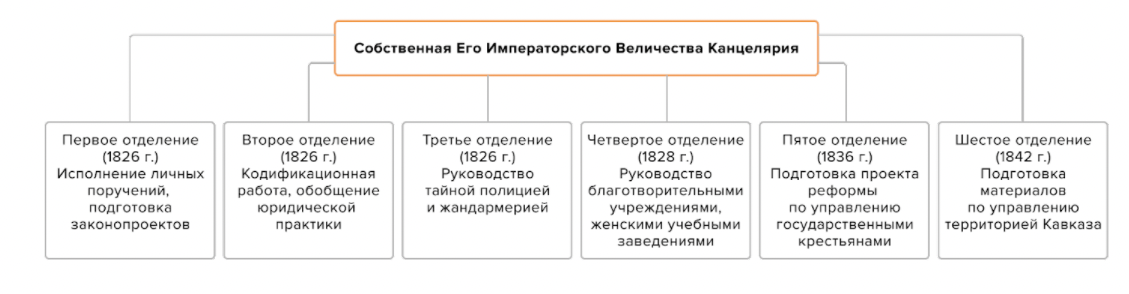 Собственная Его Императорского Величества Канцелярия
Первое отделение
(1826 г.)
Исполнение личных
поручений,
подготовка
законопроектов
Второе отделение
(1826 г.)
Кодификационная
работа, обобщение
юридической
практики
Третье отделение
(1826 г.)
Руководство
тайной полицией
и жандармерией
Четвертое отделение
(1828 г.)
Руководство
благотворительными
учреждениями,
женскими учебными
заведениями
Пятое отделение
(1836 г.)
Подготовка проекта
реформы
по управлению
государственными
крестьянами
Шестое отделение
(1842 г.)
Подготовка
материалов
по управлению
территорией Кавказа